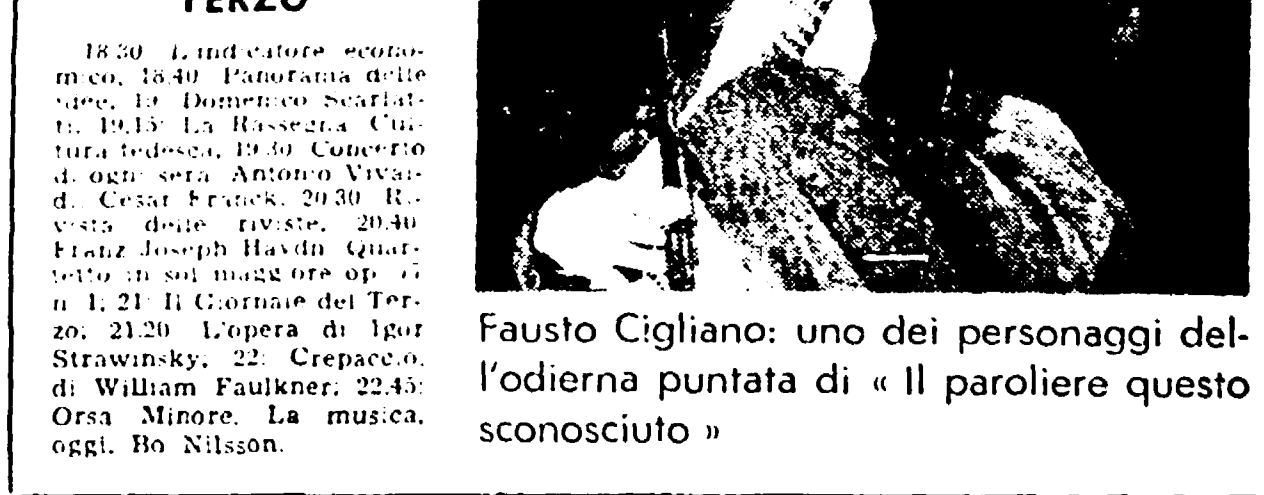 TERZO
18.30 L'indicatore econo-
mico, 18.40 Panorama delle
idee, 19 Domenico Scarlat-
ti, 19.15: La Rassegna Cul-
tura tedesca, 19.30 Concerto
di ogni sera Antonio Vival-
di, Cesar Franck, 20.30 Ri-
vista delle riviste, 20.40
Franz Joseph Haydn Quar-
tetto in sol maggiore op. 77
n 1; 21: Il Giornale del Ter-
zo; 21.20 L'opera di Igor
Strawinsky; 22: Crepaccio,
di William Faulkner; 22.45:
Orsa Minore. La musica,
oggi. Bo Nilsson.
Fausto Cigliano: uno dei personaggi del-
l'odierna puntata di « Il paroliere questo
sconosciuto »